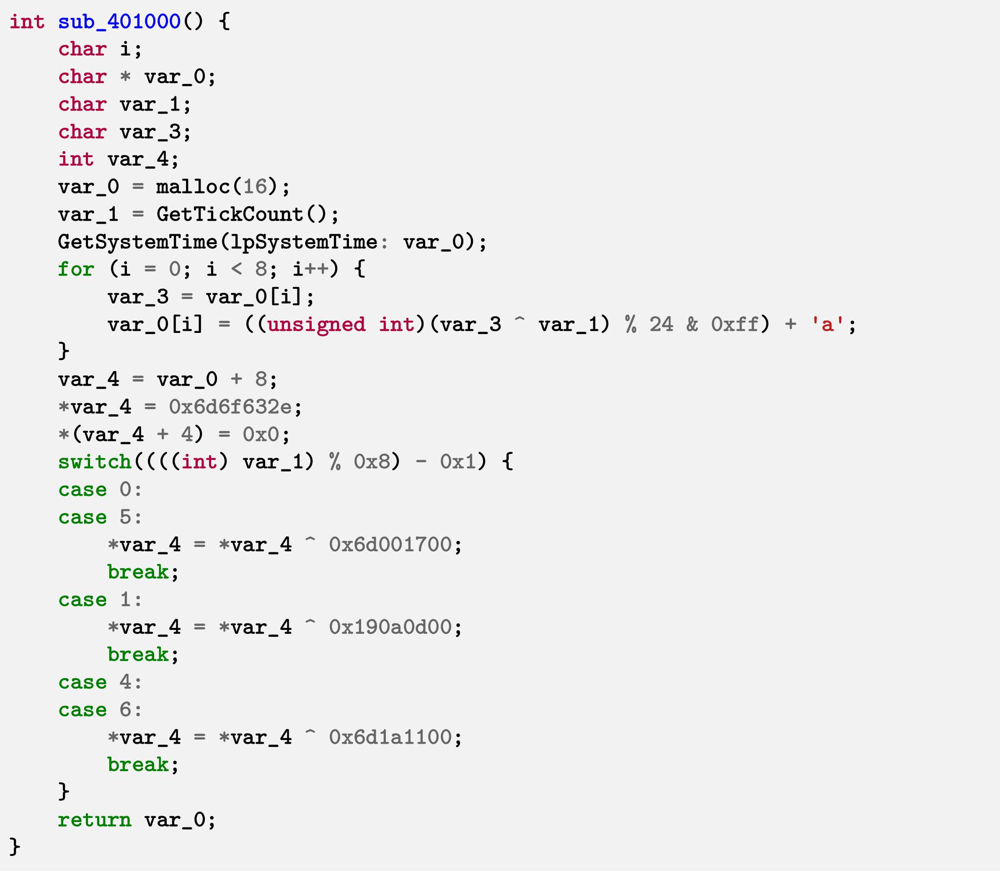 int sub_401000() {
    char i;
    char * var_0;
    char var_1;
    char var_3;
    int var_4;
    var_0 = malloc(16);
    var_1 = GetTickCount();
    GetSystemTime(lpSystemTime: var_0);
    for (i = 0; i < 8; i++) {
        var_3 = var_0[i];
        var_0[i] = ((unsigned int)(var_3 ^ var_1) % 24 & 0xff) + 'a';
    }
    var_4 = var_0 + 8;
    *var_4 = 0x6d6f632e;
    *(var_4 + 4) = 0x0;
    switch((((int) var_1) % 0x8) - 0x1) {
    case 0:
    case 5:
        *var_4 = *var_4 ^ 0x6d001700;
        break;
    case 1:
        *var_4 = *var_4 ^ 0x190a0d00;
        break;
    case 4:
    case 6:
        *var_4 = *var_4 ^ 0x6d1a1100;
        break;
    }
    return var_0;
}